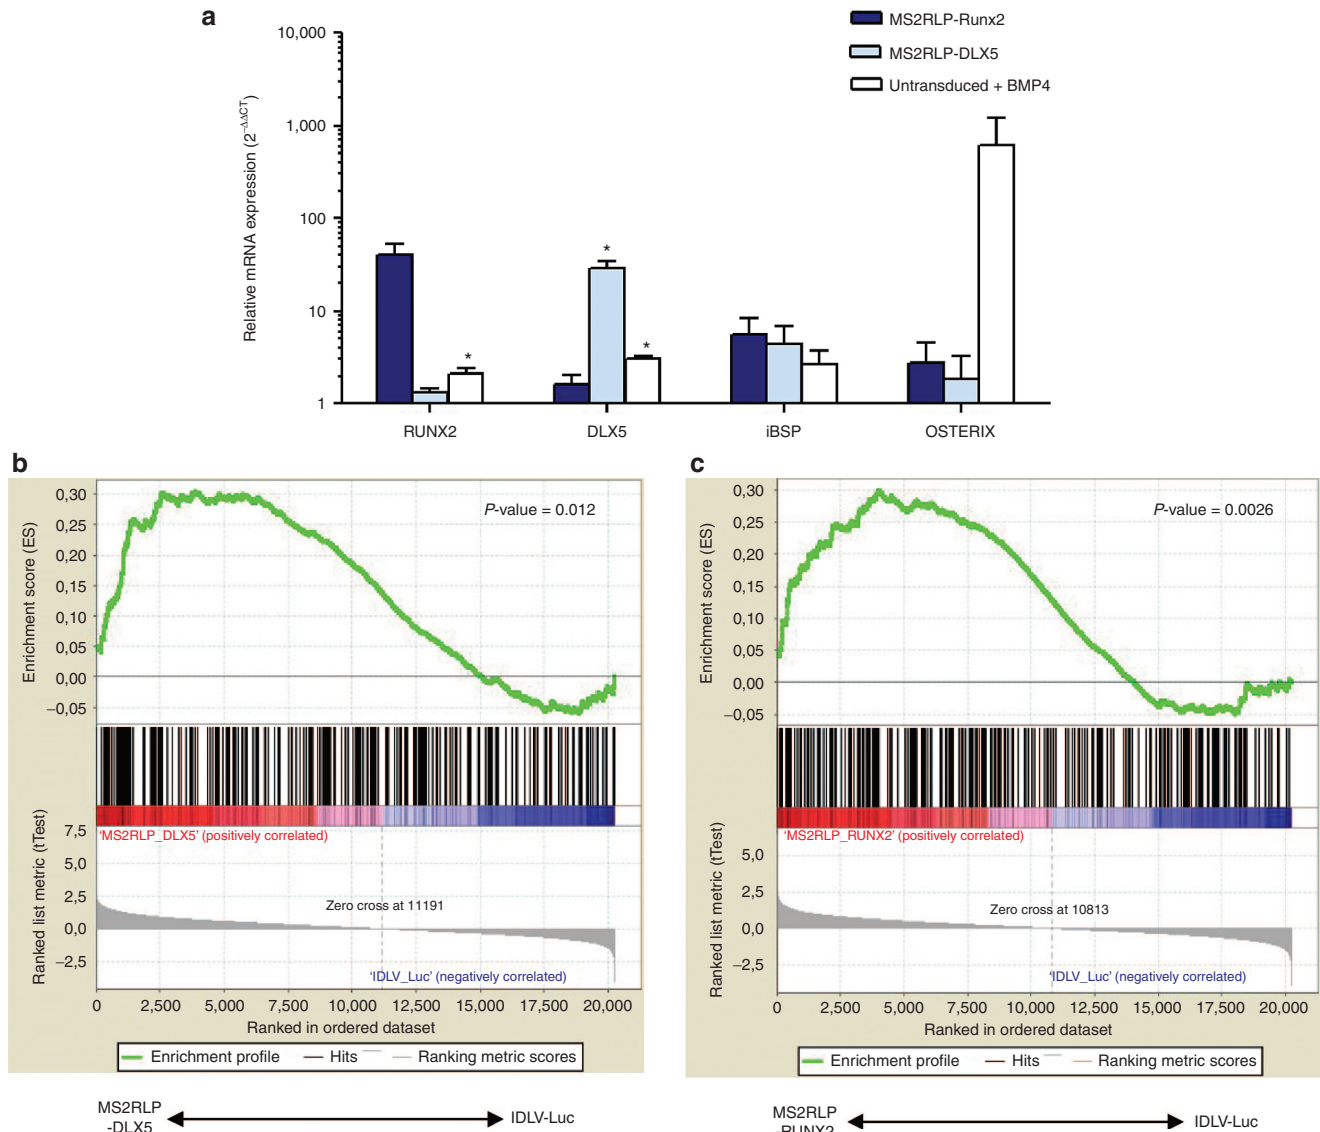 a
MS2RLP-Runx2
MS2RLP-DLX5
Untransduced + BMP4
Relative mRNA expression (2^−ΔΔCT)
10,000
1,000
100
10
1
*
*
*
RUNX2 DLX5 iBSP OSTERIX
b
P-value = 0.012
Enrichment score (ES)
0,30
0,25
0,20
0,15
0,10
0,05
0,00
−0,05
'MS2RLP_DLX5' (positively correlated)
Ranked list metric (tTest)
7,5
5,0
2,5
0,0
−2,5
Zero cross at 11191
'IDLV_Luc' (negatively correlated)
0 2,500 5,000 7,500 10,000 12,500 15,000 17,500 20,000
Ranked in ordered dataset
Enrichment profile Hits Ranking metric scores
MS2RLP
-DLX5
IDLV-Luc
c
P-value = 0.0026
Enrichment score (ES)
0,30
0,25
0,20
0,15
0,10
0,05
0,00
−0,05
'MS2RLP_RUNX2' (positively correlated)
Ranked list metric (tTest)
5,0
2,5
0,0
−2,5
Zero cross at 10813
'IDLV_Luc' (negatively correlated)
0 2,500 5,000 7,500 10,000 12,500 15,000 17,500 20,000
Ranked in ordered dataset
Enrichment profile Hits Ranking metric scores
MS2RLP
-RUNX2
IDLV-Luc